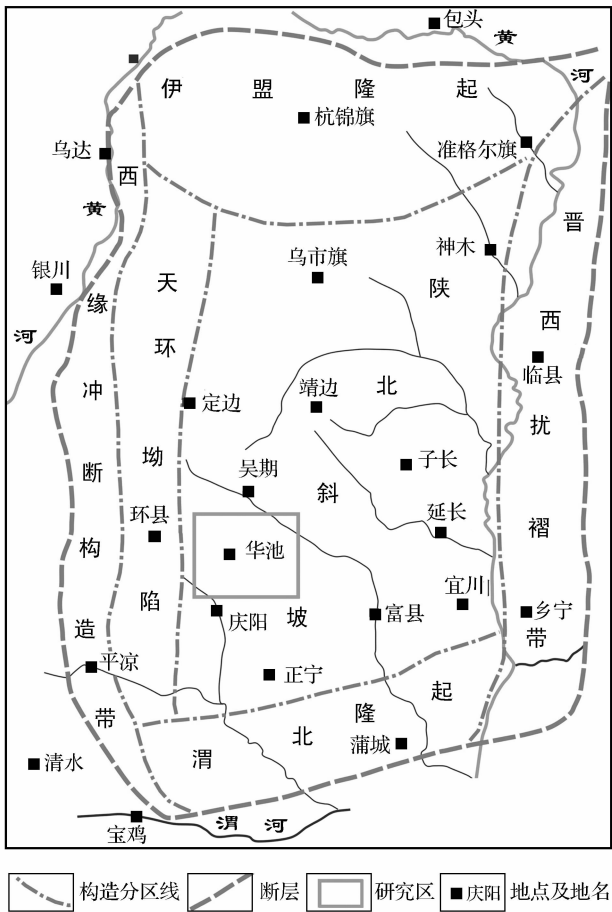 包头
黄
河
伊盟隆起
杭锦旗
准格尔旗
乌达
黄
银川
河
西缘冲断构造带
天环坳陷
乌市旗
神木
陕北斜坡
晋西扰褶带
临县
定边
靖边
子长
吴期
延长
环县
华池
宜川
庆阳
富县
乡宁
平凉
正宁
渭北隆起
蒲城
清水
宝鸡
渭河
构造分区线
断层
研究区
庆阳
地点及地名